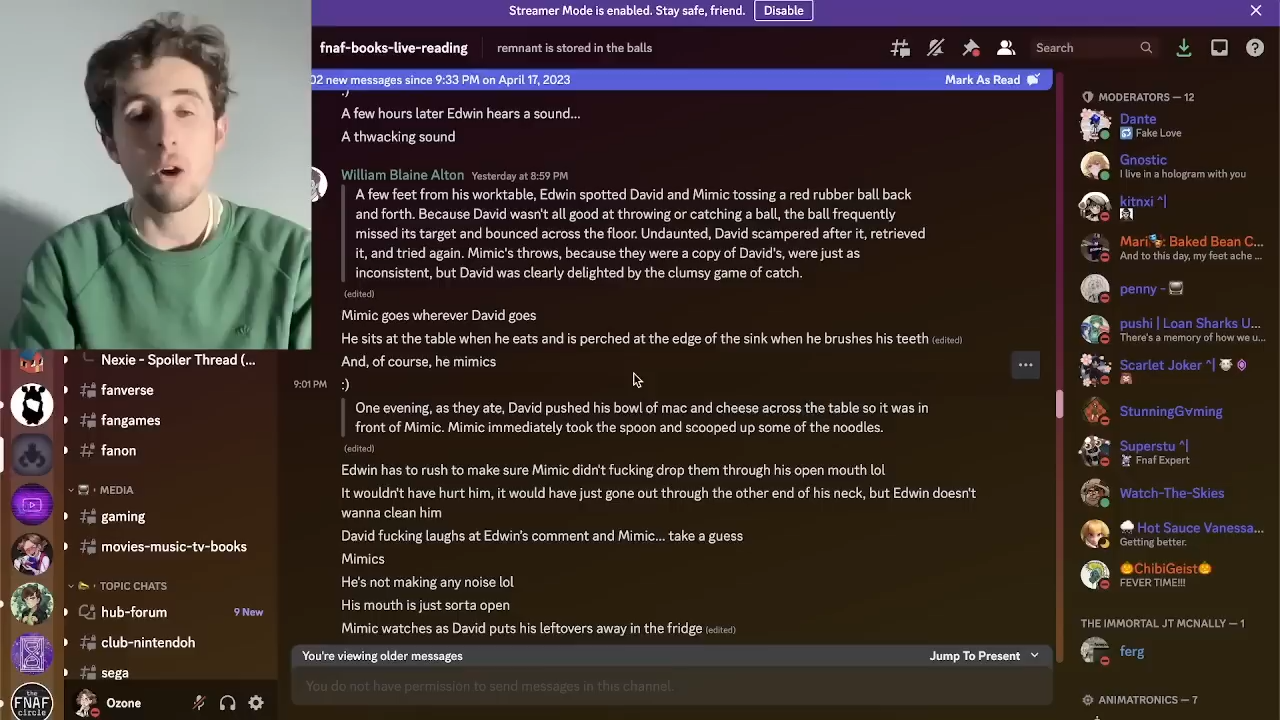 Streamer Mode is enabled. Stay safe, friend. Disable
fnaf-books-live-reading remnant is stored in the balls Search
02 new messages since 9:33 PM on April 17, 2023 Mark As Read
:)
A few hours later Edwin hears a sound...
A thwacking sound
William Blaine Alton Yesterday at 8:59 PM
A few feet from his worktable, Edwin spotted David and Mimic tossing a red rubber ball back
and forth. Because David wasn't all good at throwing or catching a ball, the ball frequently
missed its target and bounced across the floor. Undaunted, David scampered after it, retrieved
it, and tried again. Mimic's throws, because they were a copy of David's, were just as
inconsistent, but David was clearly delighted by the clumsy game of catch.
(edited)
Mimic goes wherever David goes
He sits at the table when he eats and is perched at the edge of the sink when he brushes his teeth (edited)
And, of course, he mimics
9:01 PM :)
One evening, as they ate, David pushed his bowl of mac and cheese across the table so it was in
front of Mimic. Mimic immediately took the spoon and scooped up some of the noodles.
(edited)
Edwin has to rush to make sure Mimic didn't fucking drop them through his open mouth lol
It wouldn't have hurt him, it would have just gone out through the other end of his neck, but Edwin doesn't
wanna clean him
David fucking laughs at Edwin's comment and Mimic... take a guess
Mimics
He's not making any noise lol
His mouth is just sorta open
Mimic watches as David puts his leftovers away in the fridge (edited)
You're viewing older messages Jump To Present
You do not have permission to send messages in this channel.
Nexie - Spoiler Thread (...
fanverse
fangames
fanon
MEDIA
gaming
movies-music-tv-books
TOPIC CHATS
hub-forum 9 New
club-nintendoh
sega
Ozone
the
FNAF
circle
MODERATORS — 12
Dante
Fake Love
Gnostic
I live in a hologram with you
kitnxi ^|
Mari: Baked Bean C...
And to this day, my feet ache ...
penny -
pushi | Loan Sharks U...
There's a memory of how we u...
Scarlet Joker ^|
StunningG∀ming
Superstu ^|
Fnaf Expert
Watch-The-Skies
Hot Sauce Vanessa...
Getting better.
ChibiGeist
FEVER TIME!!!
THE IMMORTAL JT MCNALLY — 1
ferg
ANIMATRONICS — 7